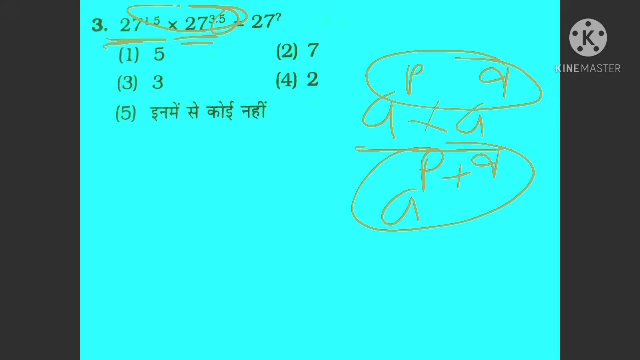 3. 27^1.5 × 27^3.5 = 27^?
(1) 5 (2) 7
(3) 3 (4) 2
(5) इनमें से कोई नहीं
a^p × a^q
a^p+q
K
KINEMASTER